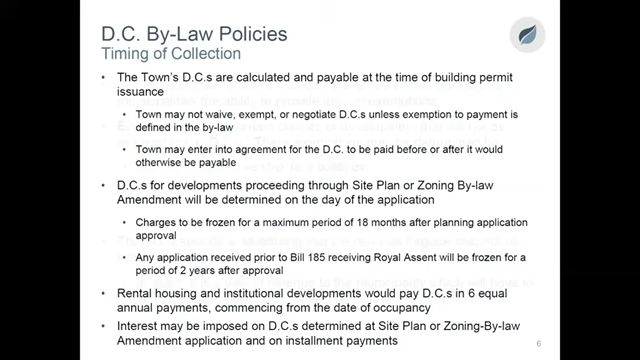 D.C. By-Law Policies
Timing of Collection
• The Town's D.C.s are calculated and payable at the time of building permit
issuance
• Town may not waive, exempt, or negotiate D.C.s unless exemption to payment is
defined in the by-law
• Town may enter into agreement for the D.C. to be paid before or after it would
otherwise be payable
• D.C.s for developments proceeding through Site Plan or Zoning By-law
Amendment will be determined on the day of the application
• Charges to be frozen for a maximum period of 18 months after planning application
approval
• Any application received prior to Bill 185 receiving Royal Assent will be frozen for a
period of 2 years after approval
• Rental housing and institutional developments would pay D.C.s in 6 equal
annual payments, commencing from the date of occupancy
• Interest may be imposed on D.C.s determined at Site Plan or Zoning-By-law
Amendment application and on installment payments
6